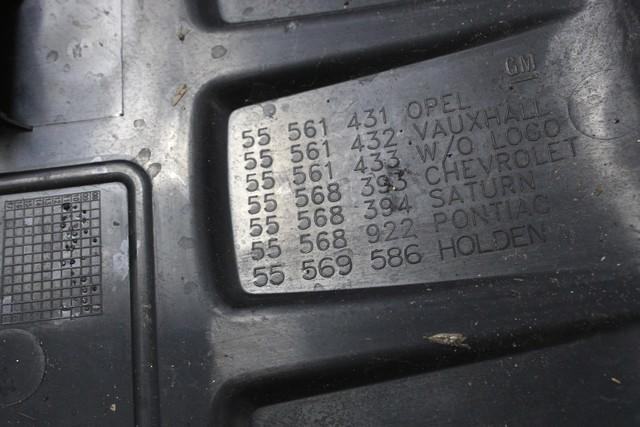 GM
55 561 431 OPEL
55 561 432 VAUXHALL
55 561 433 W/O LOGO
55 568 393 CHEVROLET
55 568 394 SATURN
55 568 922 PONTIAC
55 569 586 HOLDEN